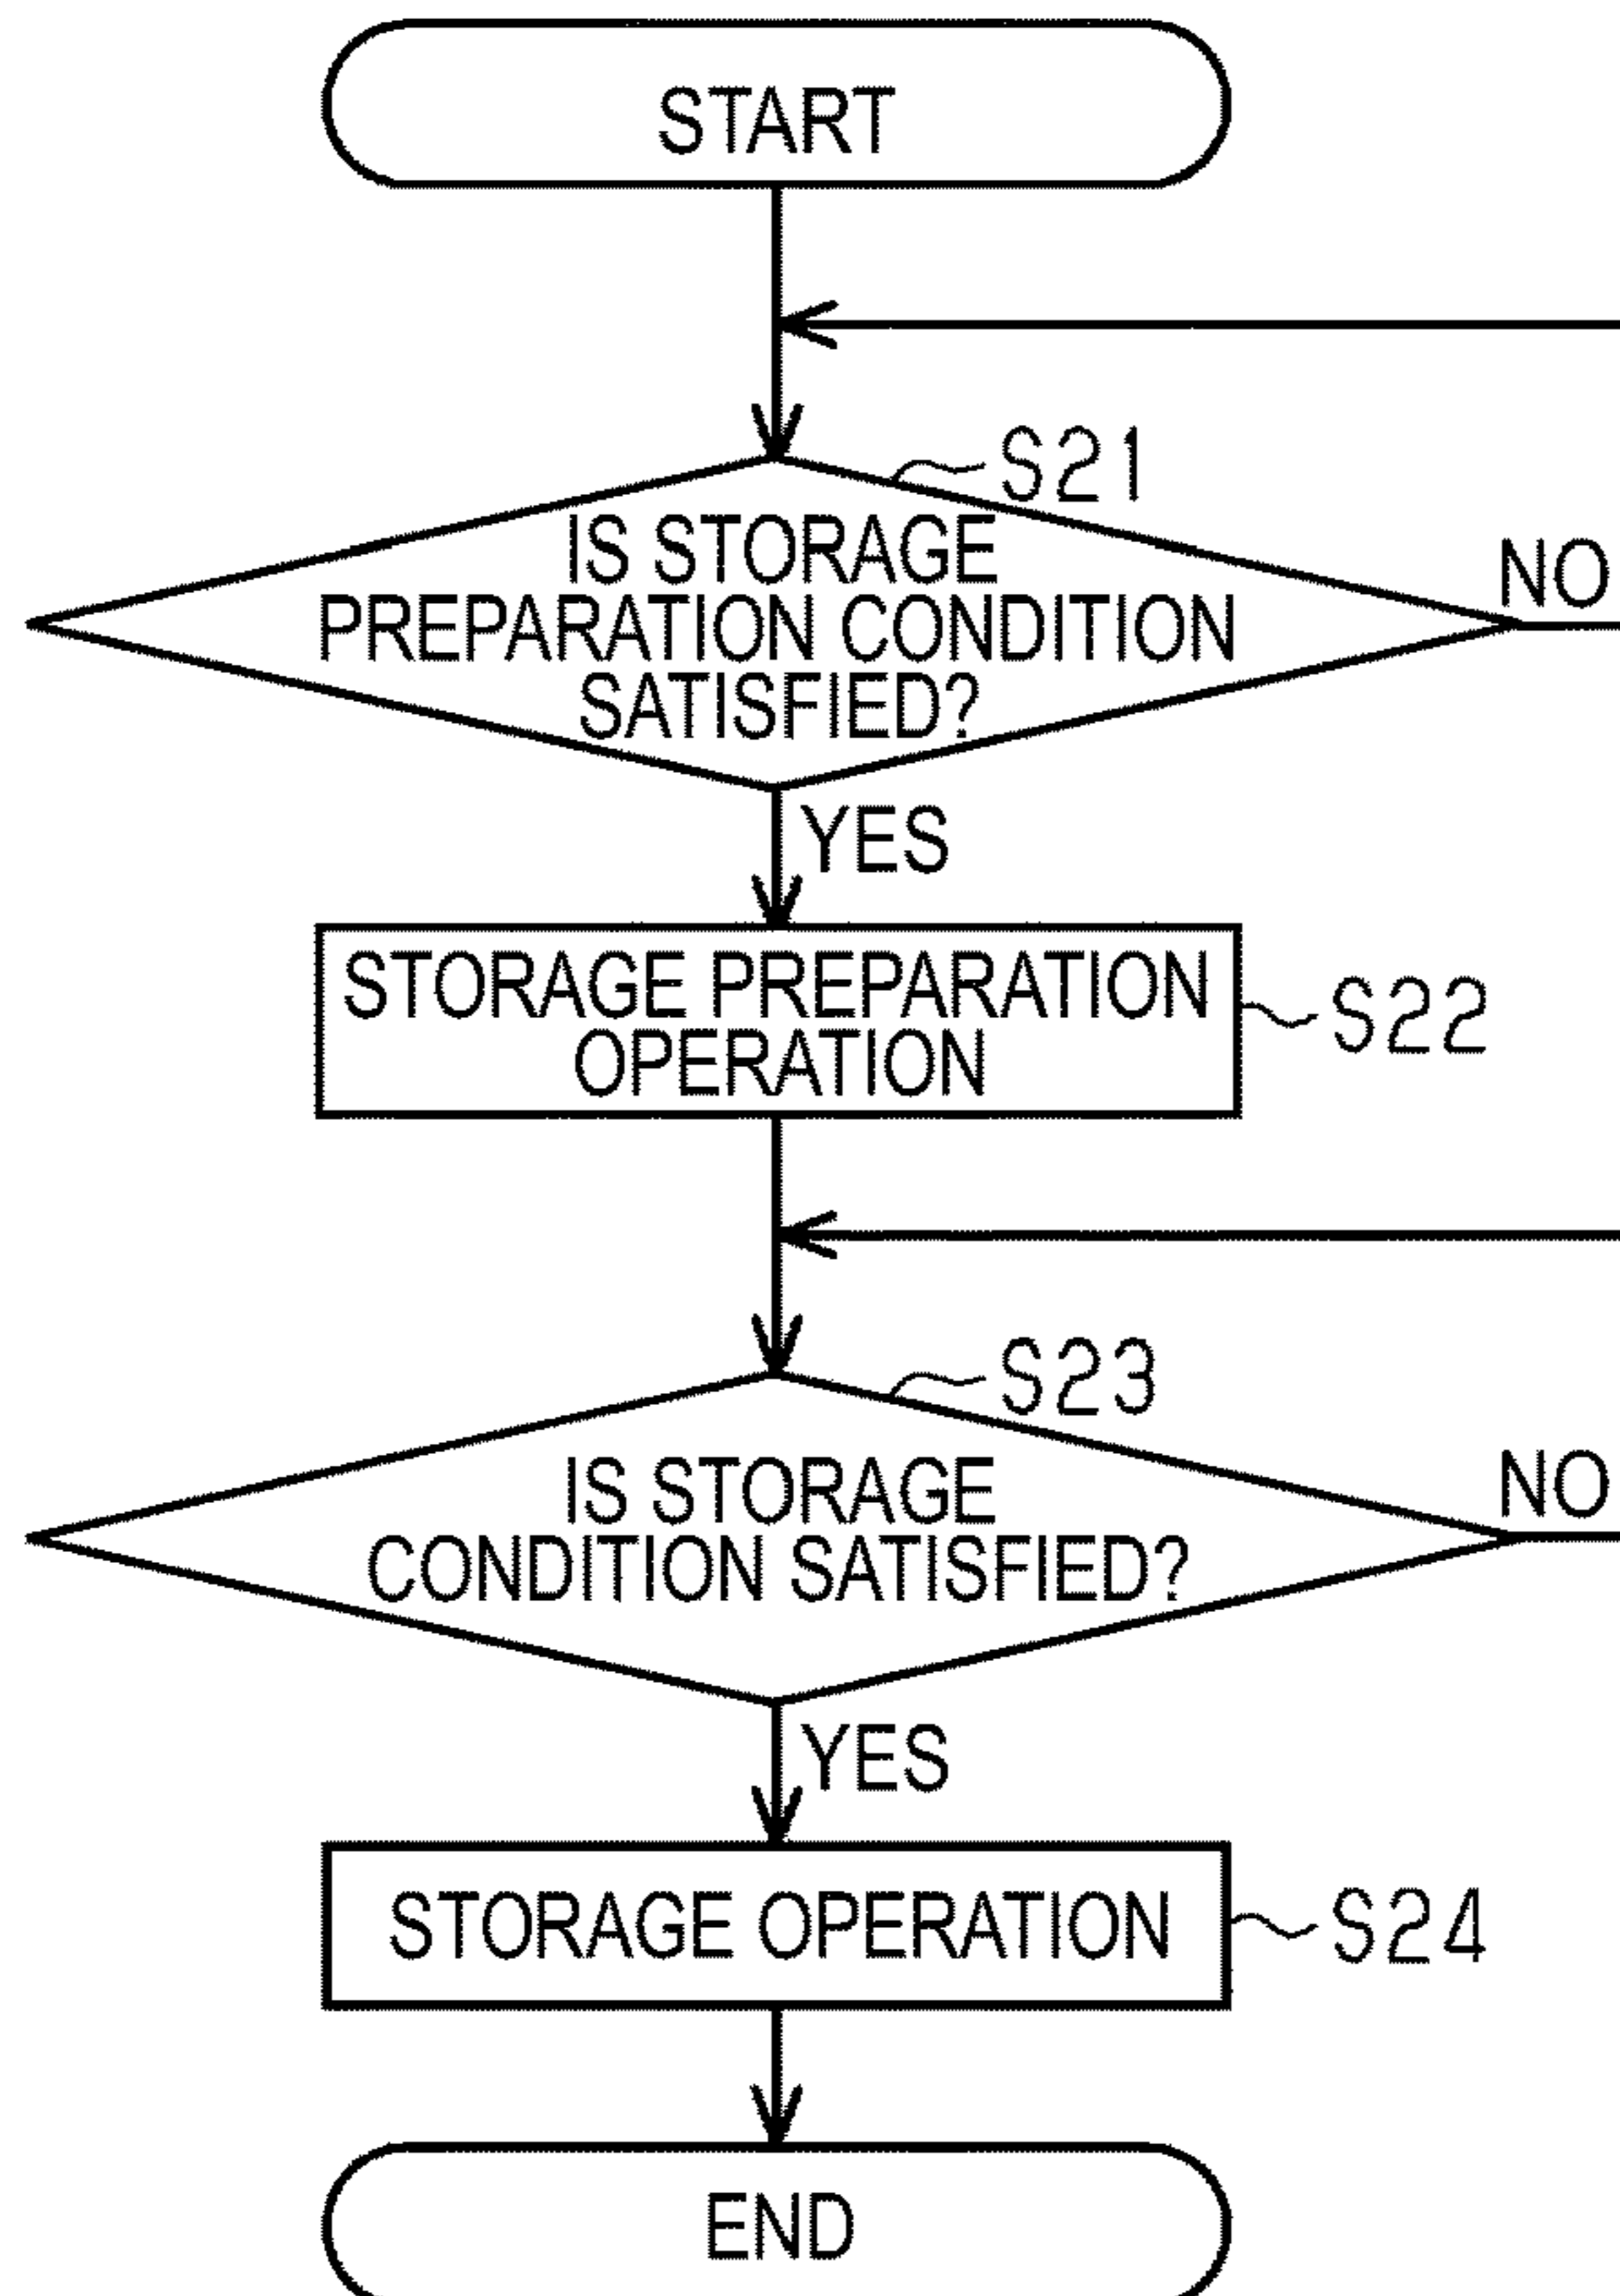 START
S21
IS STORAGE
PREPARATION CONDITION
SATISFIED?
NO
YES
STORAGE PREPARATION
OPERATION
S22
S23
IS STORAGE
CONDITION SATISFIED?
NO
YES
STORAGE OPERATION
S24
END